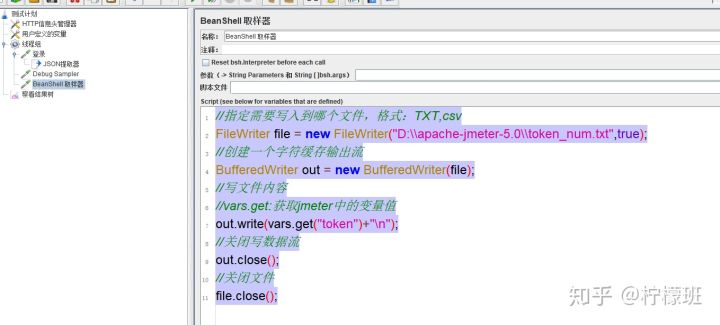 测试计划
HTTP信息头管理器
用户定义的变量
线程组
登录
JSON提取器
Debug Sampler
BeanShell 取样器
察看结果树
BeanShell 取样器
名称: BeanShell 取样器
注释:
Reset bsh.Interpreter before each call
参数 (-> String Parameters 和 String []bsh.args)
脚本文件
Script (see below for variables that are defined)
1 //指定需要写入到哪个文件，格式：TXT,csv
2 FileWriter file = new FileWriter("D:\\apache-jmeter-5.0\\token_num.txt",true);
3 //创建一个字符缓存输出流
4 BufferedWriter out = new BufferedWriter(file);
5 //写文件内容
6 //vars.get:获取jmeter中的变量值
7 out.write(vars.get("token")+"\n");
8 //关闭写数据流
9 out.close();
10 //关闭文件
11 file.close();
知乎 @柠檬班